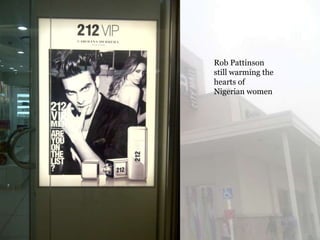 212 VIP
CAROLINA HERRERA
212
VIP
MEN
ARE
YOU
ON
THE
LIST
?
212
212
Rob Pattinson
still warming the
hearts of
Nigerian women